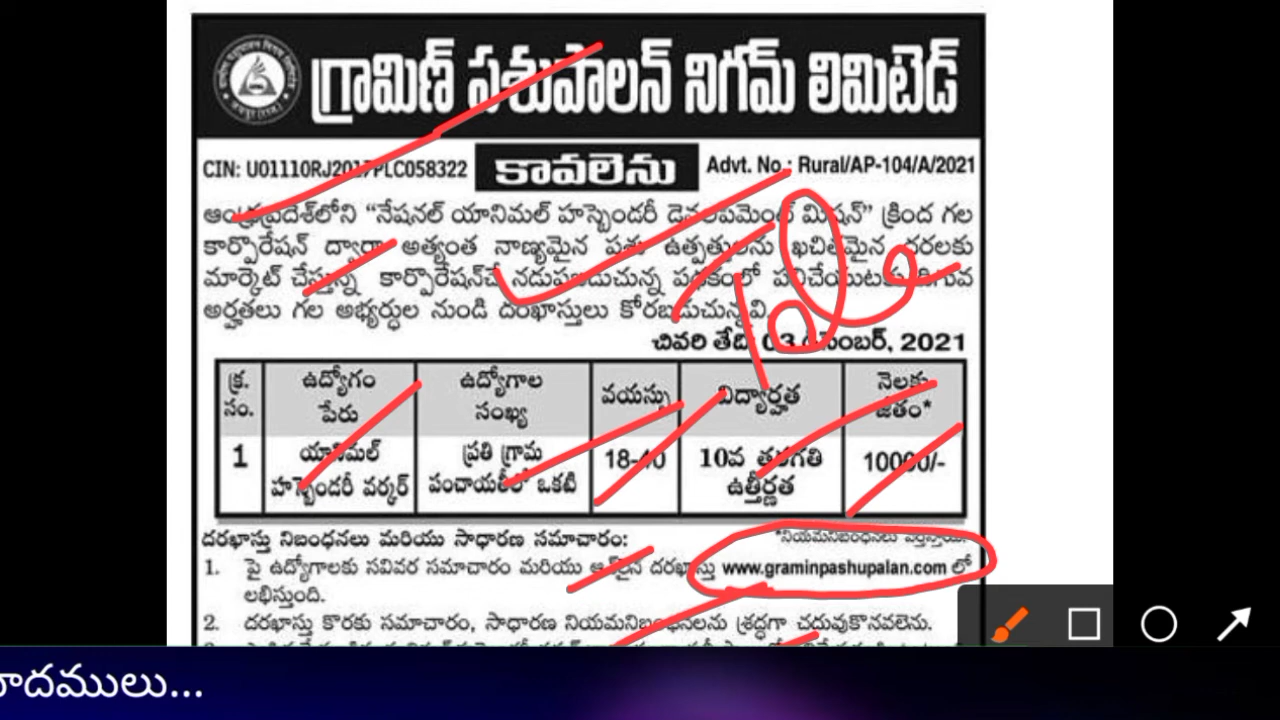 గ్రామిణ్ పశుపాలన్ నిగమ్ లిమిటెడ్
CIN: U01110RJ2017PLC058322
కావలెను
Advt. No.: Rural/AP-104/A/2021
ఆంధ్రప్రదేశ్‌లోని “నేషనల్ యానిమల్ హస్బెండరీ డెవలప్‌మెంట్ మిషన్” క్రింద గల
కార్పొరేషన్ ద్వారా అత్యంత నాణ్యమైన పశు ఉత్పత్తులను ఖచితమైన ధరలకు
మార్కెట్ చేస్తున్న కార్పొరేషన్‌చే నడుపబడుచున్న పథకంలో పనిచేయుటకు దిగువ
అర్హతలు గల అభ్యర్థుల నుండి దరఖాస్తులు కోరబడుచున్నవి.
చివరి తేది: 03 డిసెంబర్, 2021
క్ర. సం. ఉద్యోగం పేరు ఉద్యోగాల సంఖ్య వయస్సు విద్యార్హత నెలకు జీతం*
1 యానిమల్ హస్బెండరీ వర్కర్ ప్రతి గ్రామ పంచాయతీలో ఒకటి 18-40 10వ తరగతి ఉత్తీర్ణత 10000/-
దరఖాస్తు నిబంధనలు మరియు సాధారణ సమాచారం:
*నియమనిబంధనలు వర్తిస్తాయి.
1. పై ఉద్యోగాలకు సవివర సమాచారం మరియు ఆన్‌లైన్ దరఖాస్తు www.graminpashupalan.com లో
లభిస్తుంది.
2. దరఖాస్తు కొరకు సమాచారం, సాధారణ నియమనిబంధనలను శ్రద్ధగా చదువుకొనవలెను.